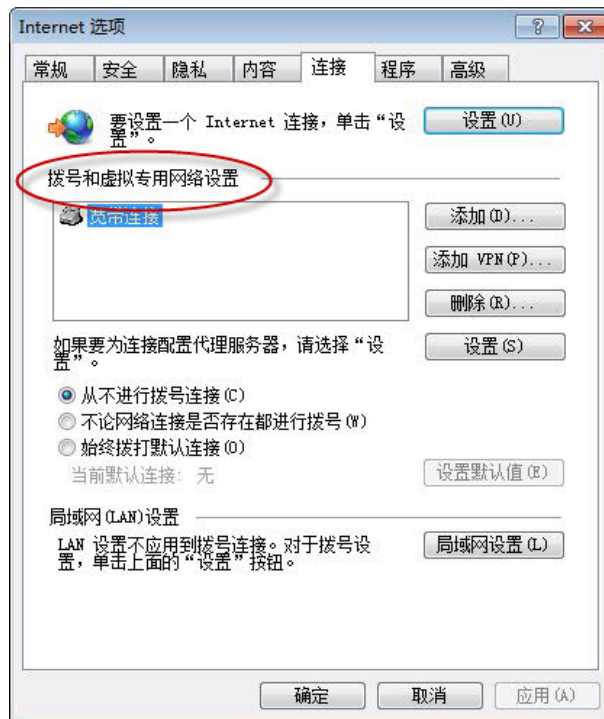 Internet 选项
常规 安全 隐私 内容 连接 程序 高级
要设置一个 Internet 连接，单击“设
置”。
设置(U)
拨号和虚拟专用网络设置
宽带连接
添加(D)...
添加 VPN(P)...
删除(R)...
如果要为连接配置代理服务器，请选择“设
置”。
设置(S)
从不进行拨号连接(C)
不论网络连接是否存在都进行拨号(W)
始终拨打默认连接(O)
当前默认连接： 无
设置默认值(E)
局域网(LAN)设置
LAN 设置不应用到拨号连接。对于拨号设
置，单击上面的“设置”按钮。
局域网设置(L)
确定 取消 应用(A)